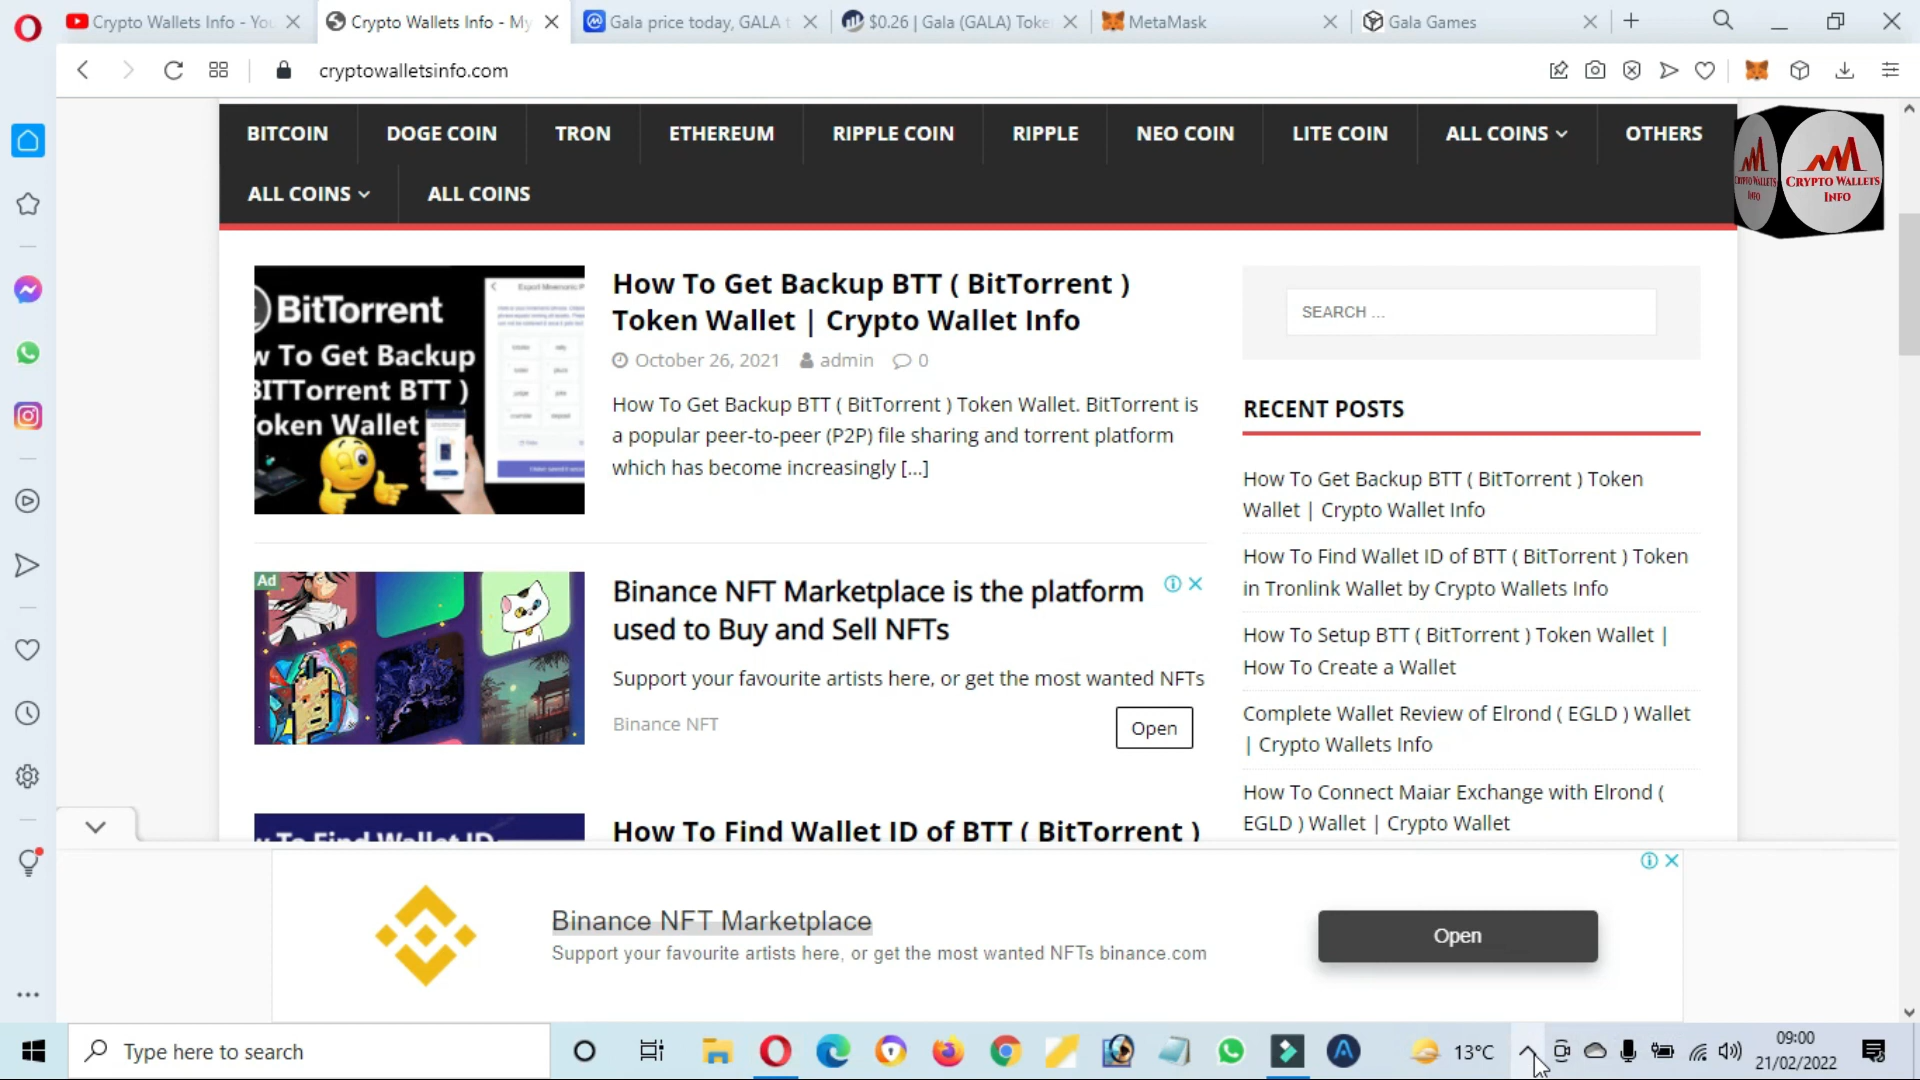 Crypto Wallets Info - You
Crypto Wallets Info - My
Gala price today, GALA t
$0.26 | Gala (GALA) Toke
MetaMask
Gala Games
cryptowalletsinfo.com
BITCOIN
DOGE COIN
TRON
ETHEREUM
RIPPLE COIN
RIPPLE
NEO COIN
LITE COIN
ALL COINS
OTHERS
ALL COINS
ALL COINS
CRYPTO WALLETS
INFO
CRYPTO WALLETS
INFO
BitTorrent
w To Get Backup
BITTorrent BTT )
oken Wallet
How To Get Backup BTT ( BitTorrent )
Token Wallet | Crypto Wallet Info
October 26, 2021 admin 0
How To Get Backup BTT ( BitTorrent ) Token Wallet. BitTorrent is
a popular peer-to-peer (P2P) file sharing and torrent platform
which has become increasingly [...]
SEARCH ...
RECENT POSTS
How To Get Backup BTT ( BitTorrent ) Token
Wallet | Crypto Wallet Info
How To Find Wallet ID of BTT ( BitTorrent ) Token
in Tronlink Wallet by Crypto Wallets Info
How To Setup BTT ( BitTorrent ) Token Wallet |
How To Create a Wallet
Complete Wallet Review of Elrond ( EGLD ) Wallet
| Crypto Wallets Info
How To Connect Maiar Exchange with Elrond (
EGLD ) Wallet | Crypto Wallet
Ad
Binance NFT Marketplace is the platform
used to Buy and Sell NFTs
Support your favourite artists here, or get the most wanted NFTs
Binance NFT
Open
How To Find Wallet ID of BTT ( BitTorrent )
Binance NFT Marketplace
Support your favourite artists here, or get the most wanted NFTs binance.com
Open
Type here to search
13°C
09:00
21/02/2022